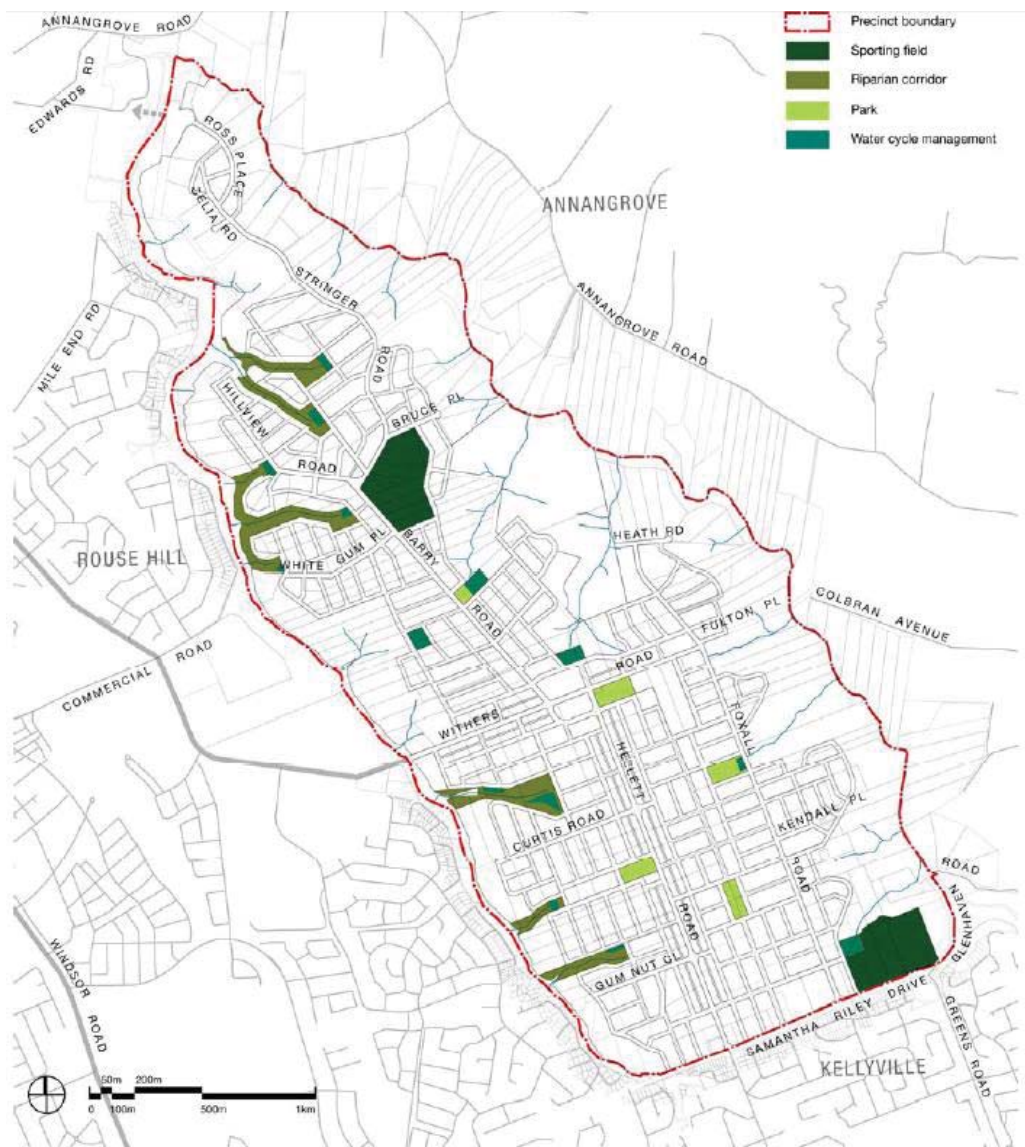 ANNANGROVE ROAD
Precinct boundary
Sporting field
Riparian corridor
Park
Water cycle management
EDWARDS RD
ROSS PLACE
CELIA RD
ANNANGROVE
STRINGER
ROAD
ANNANGROVE ROAD
MILE END RD
HILLVIEW
ROAD
BRUCE PL
BARRY
ROAD
WHITE GUM PL
ROUSE HILL
HEATH RD
COLBRAN AVENUE
FULTON PL
COMMERCIAL ROAD
WITHERS
ROAD
FOXALL
ROAD
HEZLETT
ROAD
CURTIS ROAD
KENDALL PL
GLENHAVEN
ROAD
WINDSOR
ROAD
GUM NUT CL
SAMANTHA RILEY DRIVE
GREENS ROAD
KELLYVILLE
50m 200m
0 100m 500m 1km